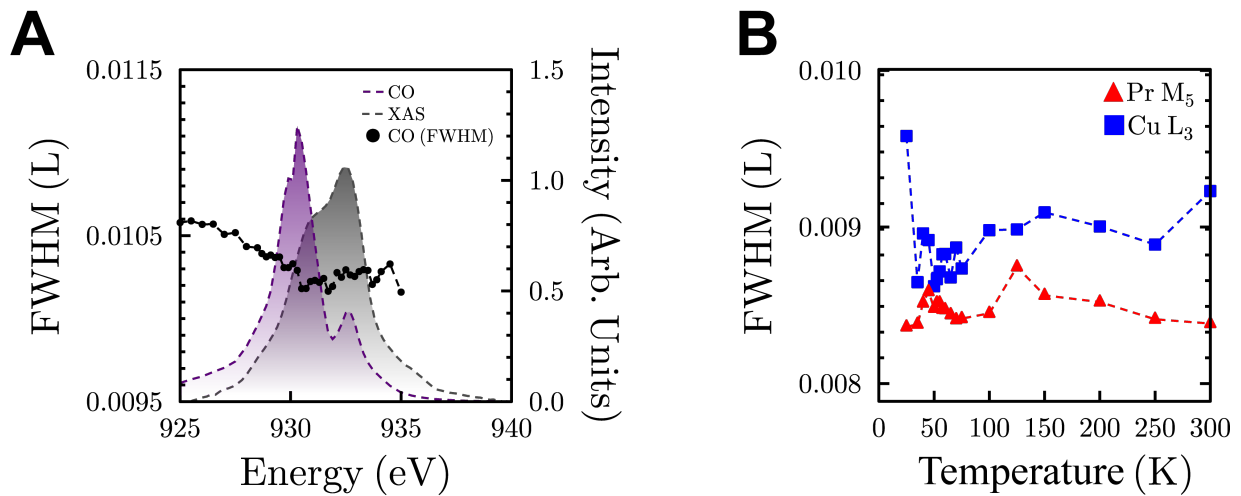 A
FWHM (L)
0.0115
0.0105
0.0095
1.5
1.0
0.5
0.0
Intensity (Arb. Units)
CO
XAS
CO (FWHM)
925
930
935
940
Energy (eV)
B
FWHM (L)
0.010
0.009
0.008
Pr M₅
Cu L₃
0
50
100
150
200
250
300
Temperature (K)